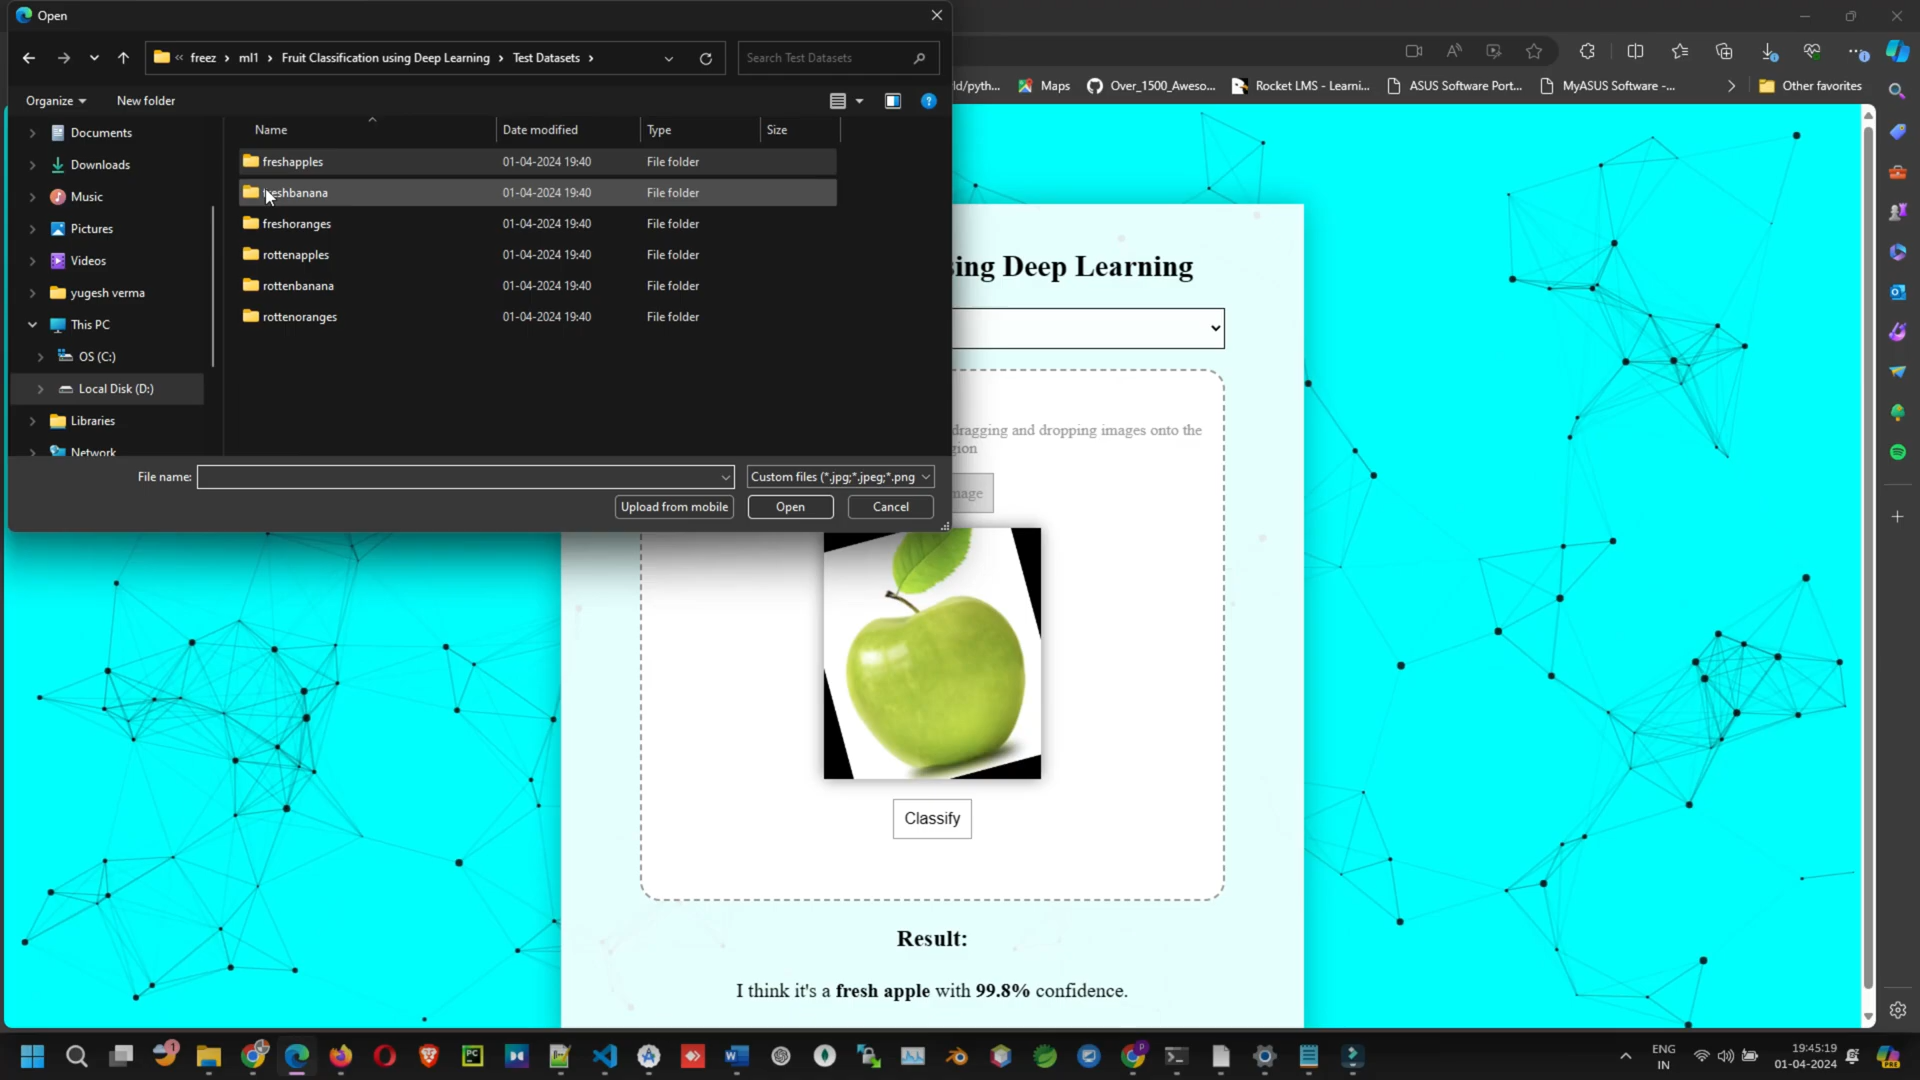 Open
freez
ml1
Fruit Classification using Deep Learning
Test Datasets
Search Test Datasets
Organize
New folder
Name
Date modified
Type
Size
Documents
Downloads
Music
Pictures
Videos
yugesh verma
This PC
OS (C:)
Local Disk (D:)
Libraries
Network
freshapples 01-04-2024 19:40 File folder
freshbanana 01-04-2024 19:40 File folder
freshoranges 01-04-2024 19:40 File folder
rottenapples 01-04-2024 19:40 File folder
rottenbanana 01-04-2024 19:40 File folder
rottenoranges 01-04-2024 19:40 File folder
File name:
Custom files (*.jpg;*.jpeg;*.png
Upload from mobile
Open
Cancel
ld/pyth...
Maps
Over_1500_Aweso...
Rocket LMS - Learni...
ASUS Software Port...
MyASUS Software -...
Other favorites
ing Deep Learning
dragging and dropping images onto the
gion
mage
Classify
Result:
I think it's a fresh apple with 99.8% confidence.
ENG
IN
19:45:19
01-04-2024